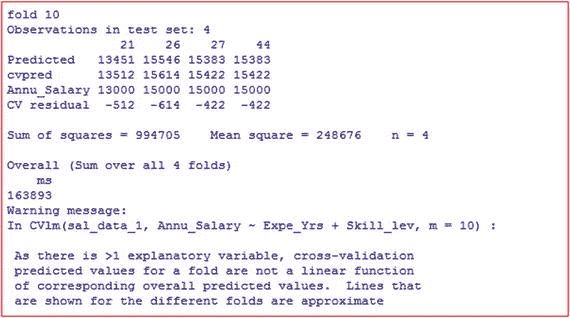 fold 10
Observations in test set: 4
21 26 27 44
Predicted 13451 15546 15383 15383
cvpred 13512 15614 15422 15422
Annu_Salary 13000 15000 15000 15000
CV residual -512 -614 -422 -422
Sum of squares = 994705 Mean square = 248676 n = 4
Overall (Sum over all 4 folds)
ms
163893
Warning message:
In CVlm(sal_data_1, Annu_Salary ~ Expe_Yrs + Skill_lev, m = 10) :
As there is >1 explanatory variable, cross-validation
predicted values for a fold are not a linear function
of corresponding overall predicted values. Lines that
are shown for the different folds are approximate